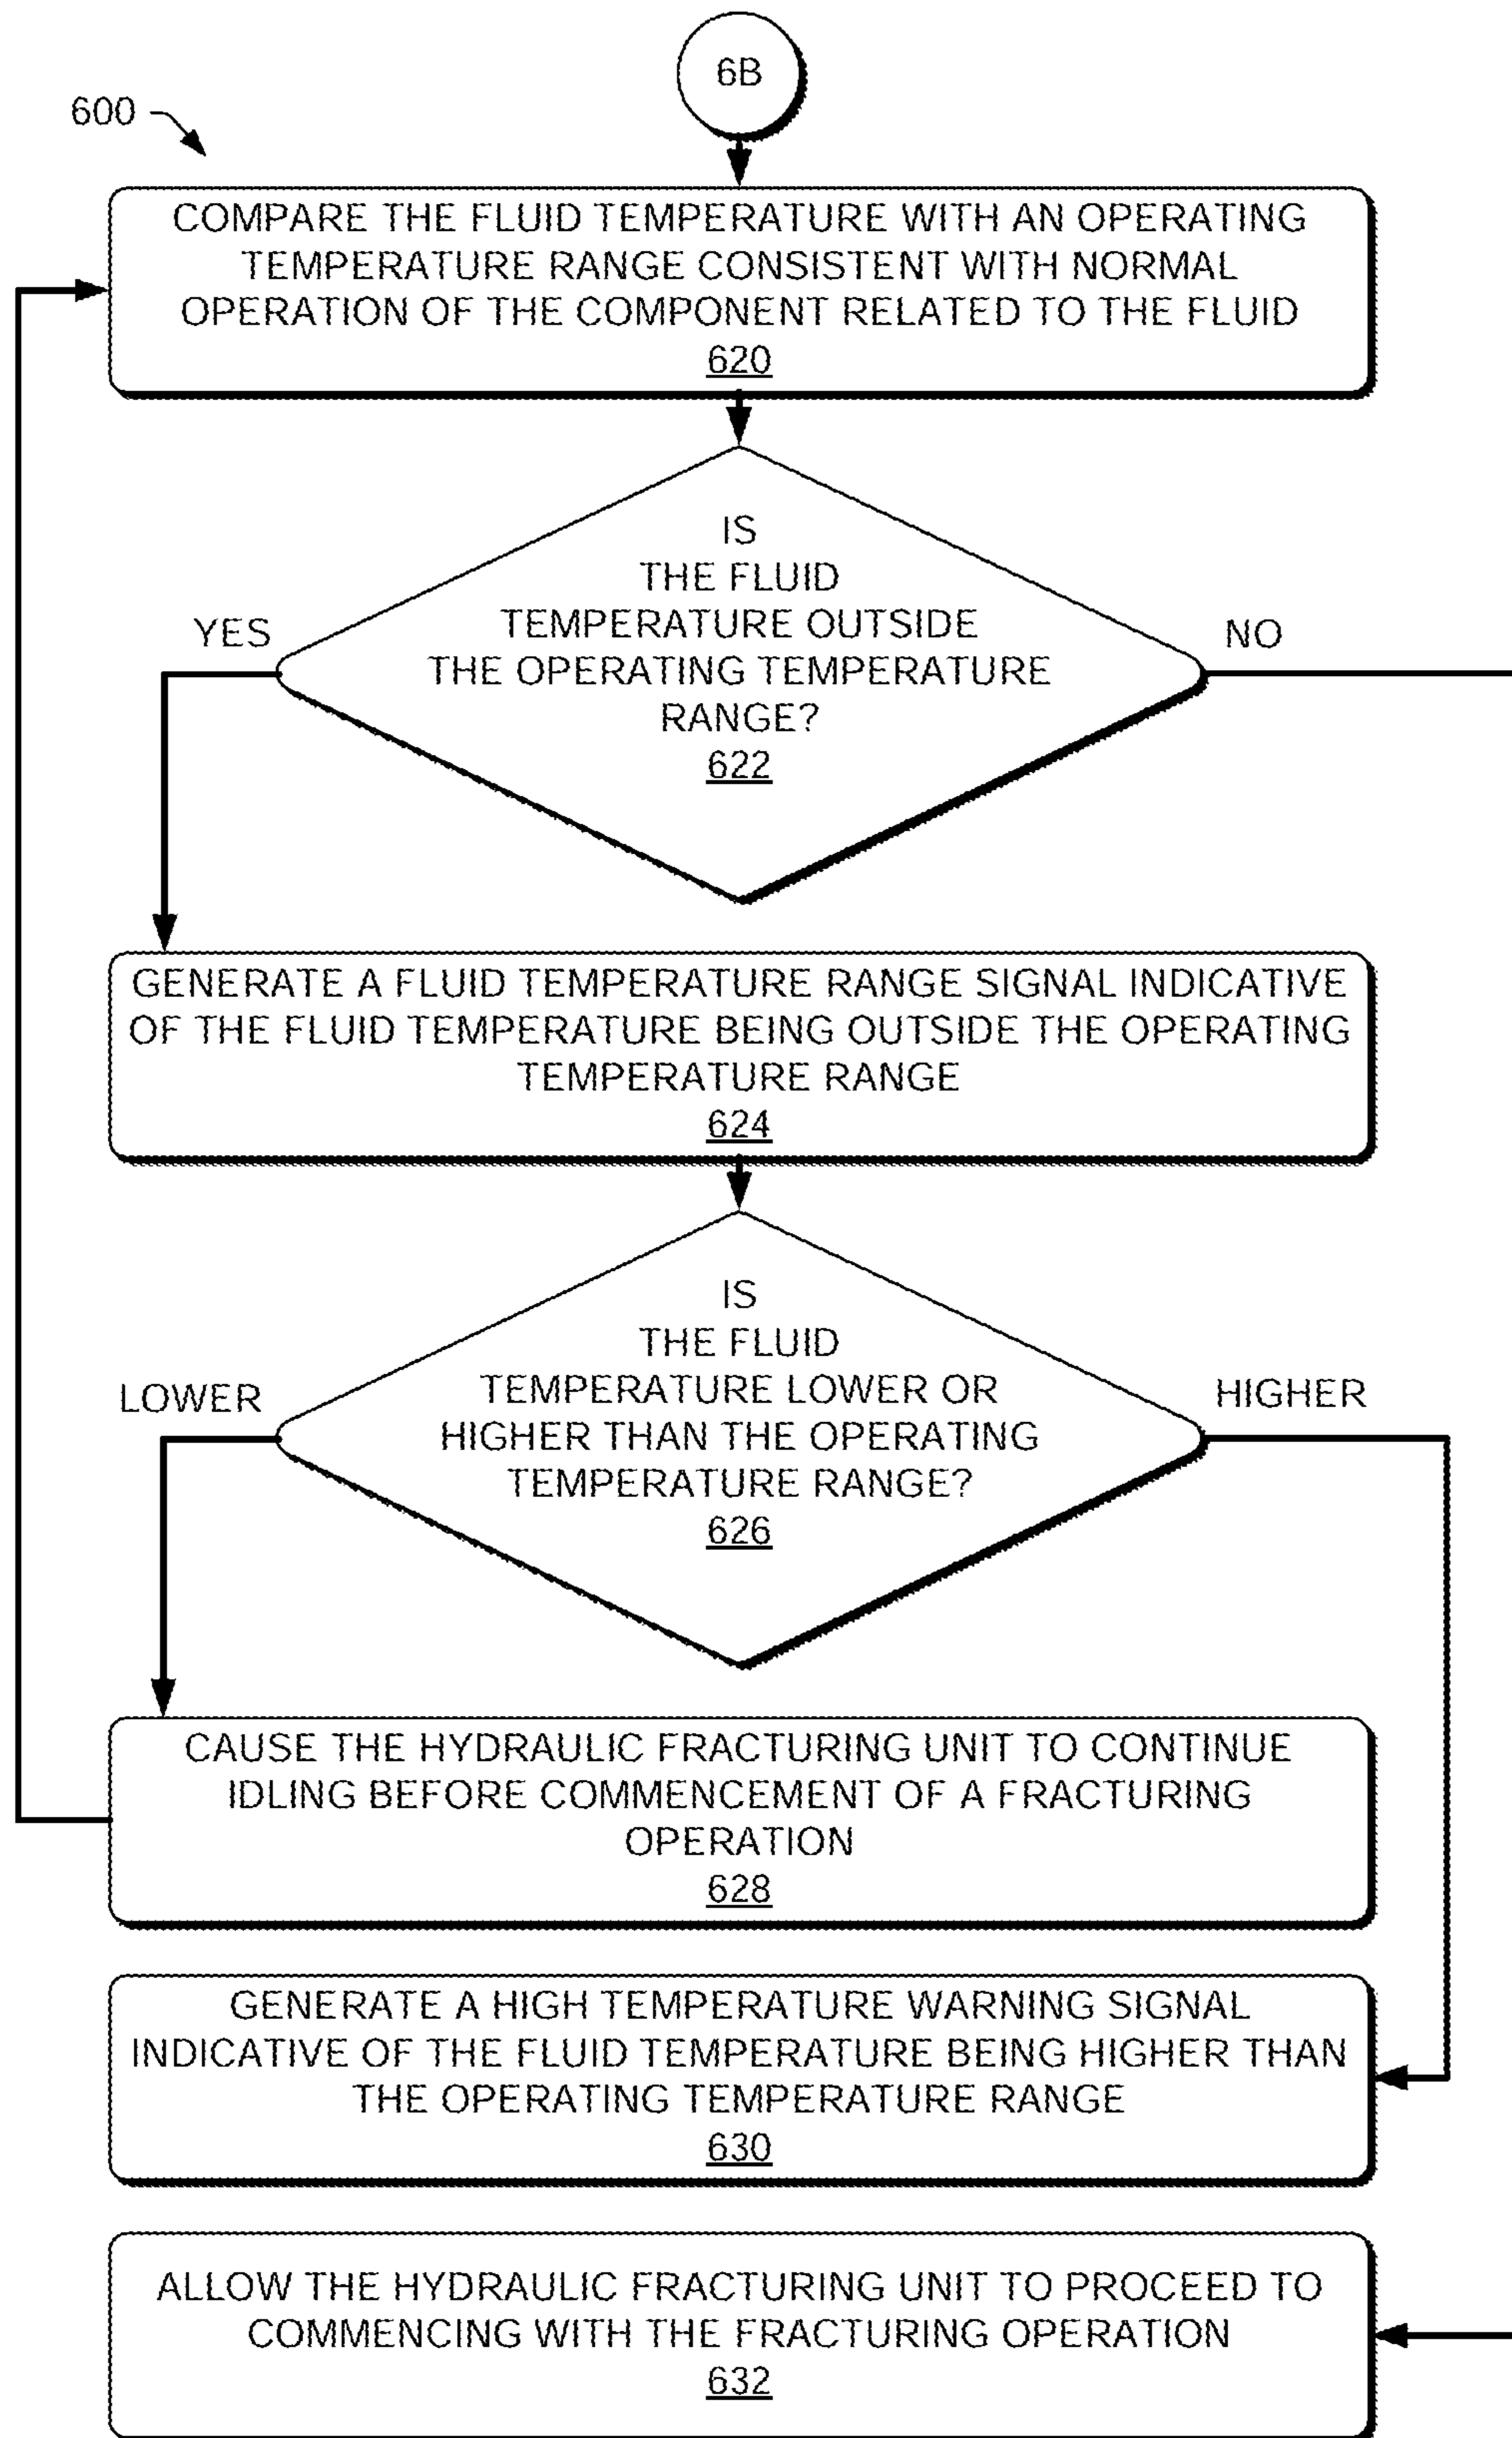 6B
600
COMPARE THE FLUID TEMPERATURE WITH AN OPERATING
TEMPERATURE RANGE CONSISTENT WITH NORMAL
OPERATION OF THE COMPONENT RELATED TO THE FLUID
620
IS
THE FLUID
TEMPERATURE OUTSIDE
THE OPERATING TEMPERATURE
RANGE?
622
YES
NO
GENERATE A FLUID TEMPERATURE RANGE SIGNAL INDICATIVE
OF THE FLUID TEMPERATURE BEING OUTSIDE THE OPERATING
TEMPERATURE RANGE
624
IS
THE FLUID
TEMPERATURE LOWER OR
HIGHER THAN THE OPERATING
TEMPERATURE RANGE?
626
LOWER
HIGHER
CAUSE THE HYDRAULIC FRACTURING UNIT TO CONTINUE
IDLING BEFORE COMMENCEMENT OF A FRACTURING
OPERATION
628
GENERATE A HIGH TEMPERATURE WARNING SIGNAL
INDICATIVE OF THE FLUID TEMPERATURE BEING HIGHER THAN
THE OPERATING TEMPERATURE RANGE
630
ALLOW THE HYDRAULIC FRACTURING UNIT TO PROCEED TO
COMMENCING WITH THE FRACTURING OPERATION
632